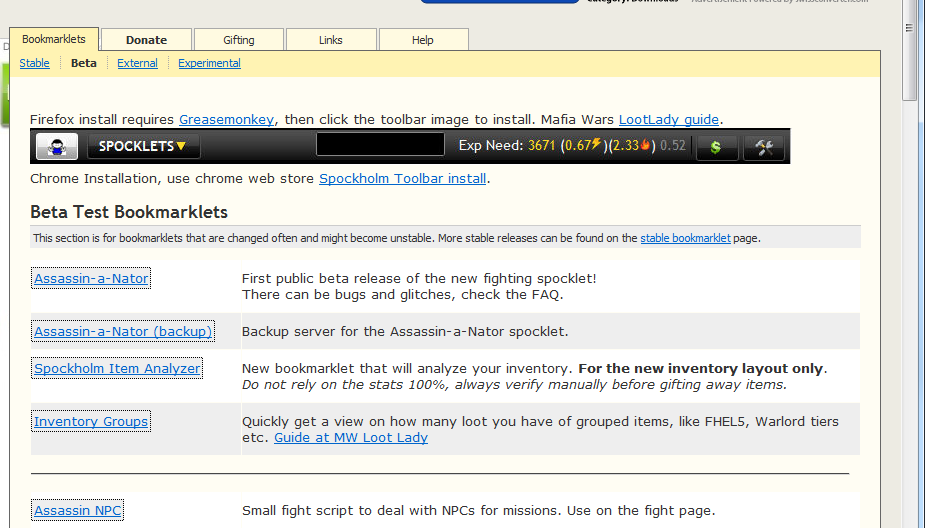 Category: Downloads
Advertisement Powered by swissconverter.com
Bookmarklets Donate Gifting Links Help
Stable Beta External Experimental
Firefox install requires Greasemonkey, then click the toolbar image to install. Mafia Wars LootLady guide.
SPOCKLETS▼ Exp Need: 3671 (0.67⚡)(2.33🔥) 0.52 $
Chrome Installation, use chrome web store Spockholm Toolbar install.
Beta Test Bookmarklets
This section is for bookmarklets that are changed often and might become unstable. More stable releases can be found on the stable bookmarklet page.
Assassin-a-Nator First public beta release of the new fighting spocklet!
There can be bugs and glitches, check the FAQ.
Assassin-a-Nator (backup) Backup server for the Assassin-a-Nator spocklet.
Spockholm Item Analyzer New bookmarklet that will analyze your inventory. For the new inventory layout only.
Do not rely on the stats 100%, always verify manually before gifting away items.
Inventory Groups Quickly get a view on how many loot you have of grouped items, like FHEL5, Warlord tiers
etc. Guide at MW Loot Lady
Assassin NPC Small fight script to deal with NPCs for missions. Use on the fight page.